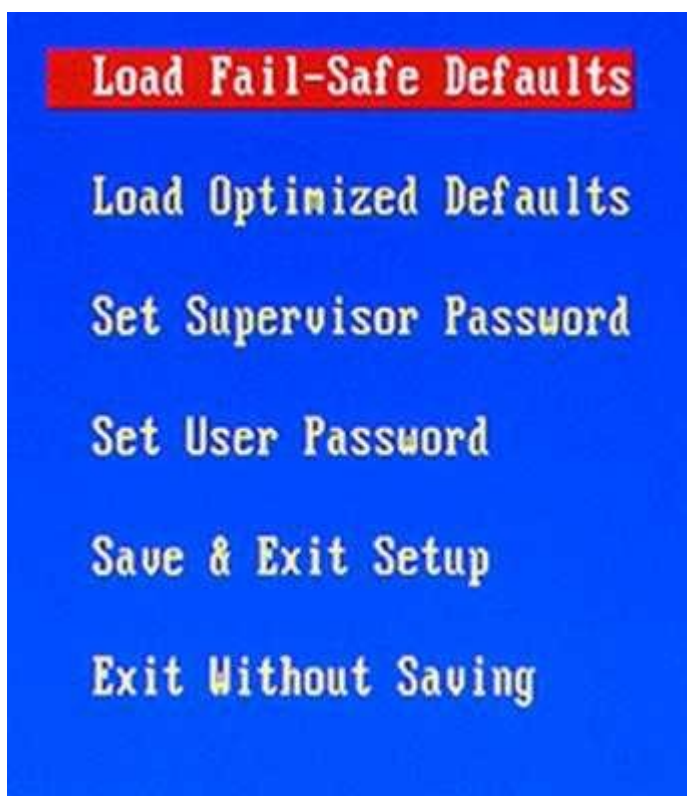 Load Fail-Safe Defaults
Load Optimized Defaults
Set Supervisor Password
Set User Password
Save & Exit Setup
Exit Without Saving